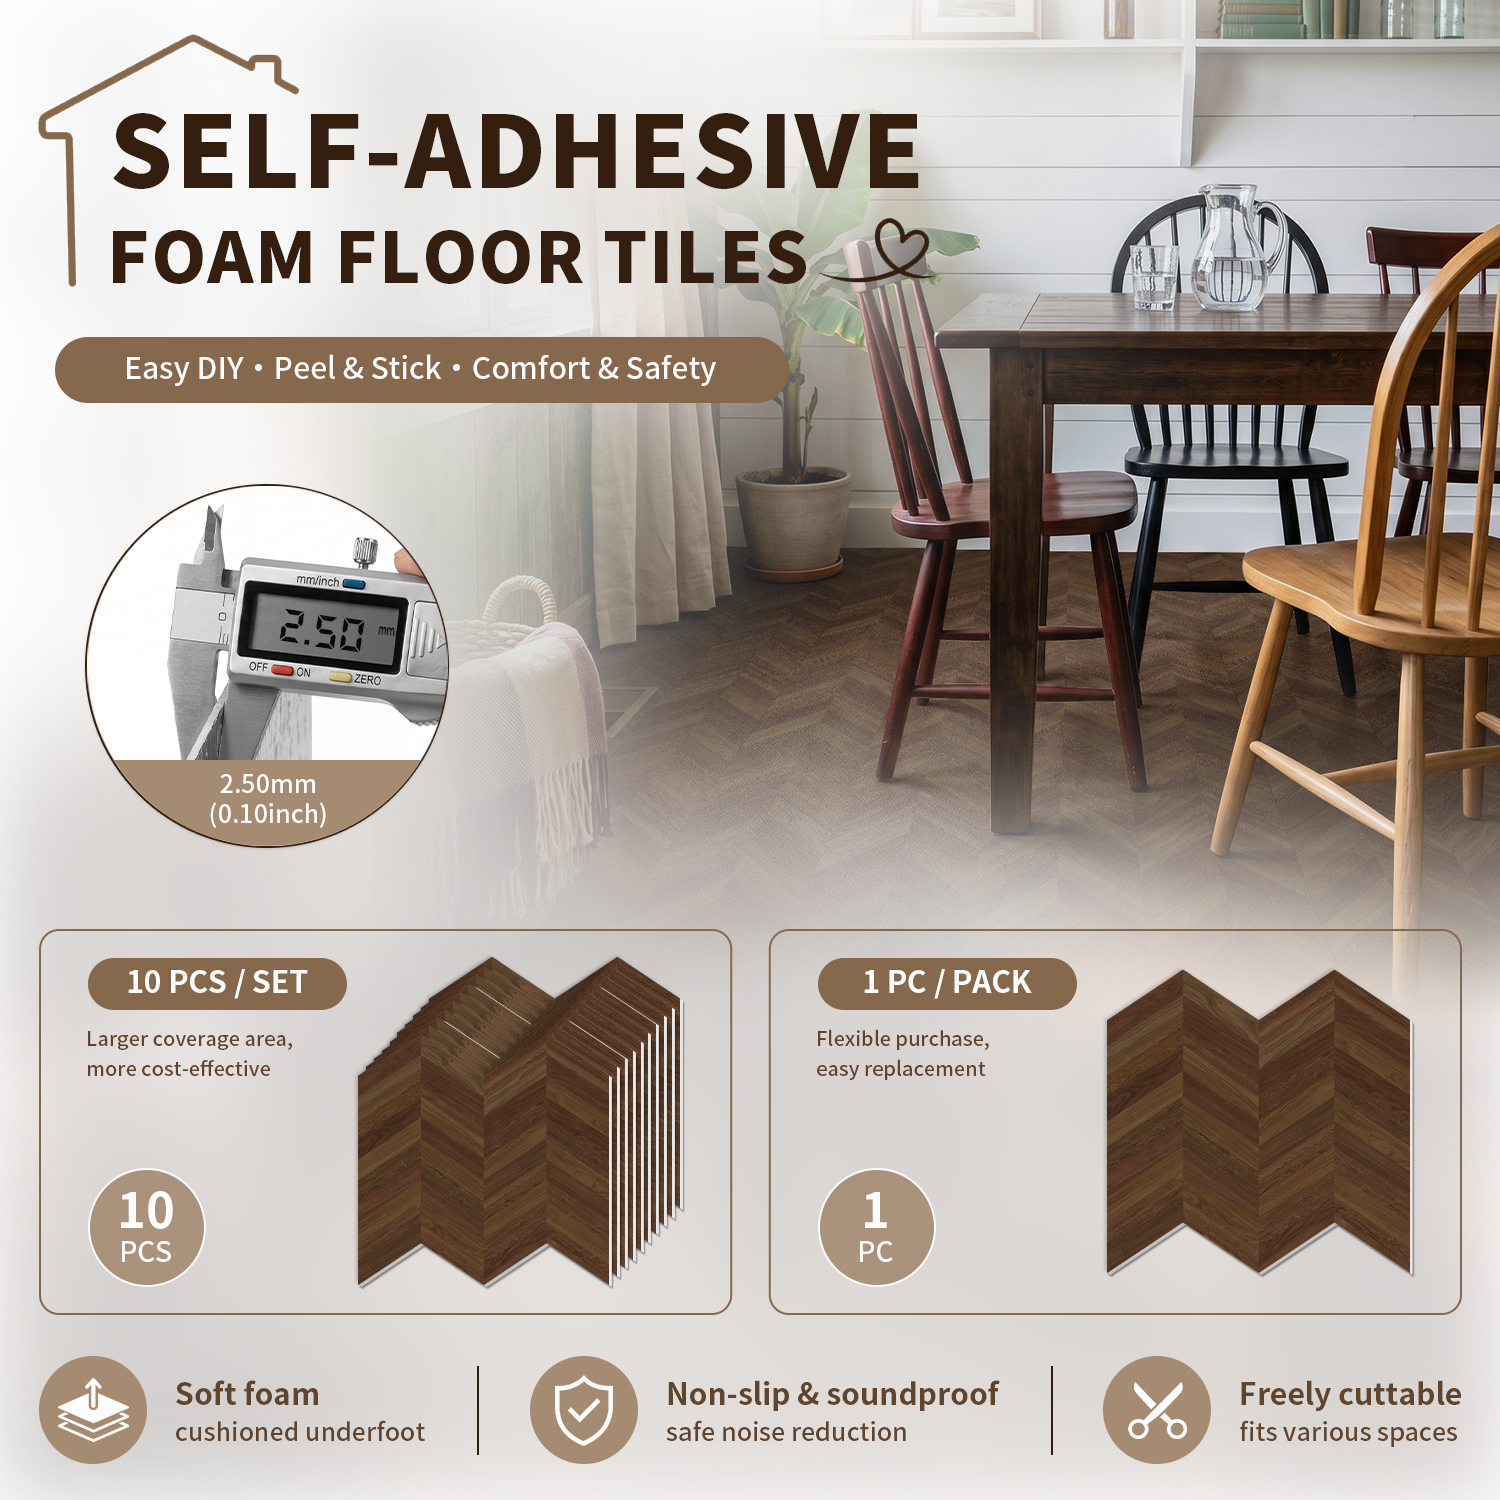 SELF-ADHESIVE
FOAM FLOOR TILES
Easy DIY • Peel & Stick • Comfort & Safety
mm/inch
0
2.50 mm
OFF ON ZERO
2.50mm
(0.10inch)
10 PCS / SET
Larger coverage area,
more cost-effective
10
PCS
1 PC / PACK
Flexible purchase,
easy replacement
1
PC
Soft foam
cushioned underfoot
Non-slip & soundproof
safe noise reduction
Freely cuttable
fits various spaces